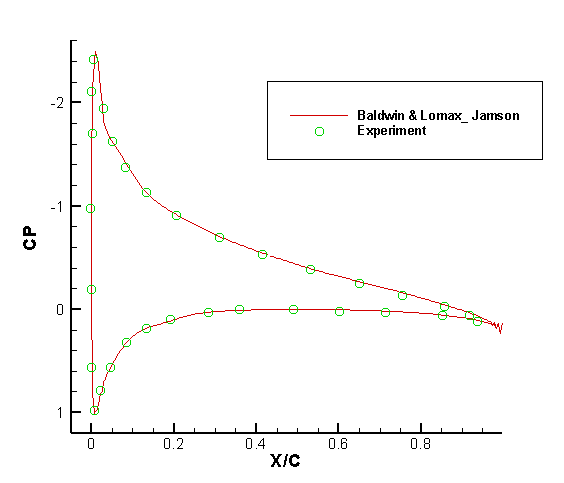 -2
-1
0
1
CP
Baldwin & Lomax_ Jamson
Experiment
0 0.2 0.4 0.6 0.8
X/C